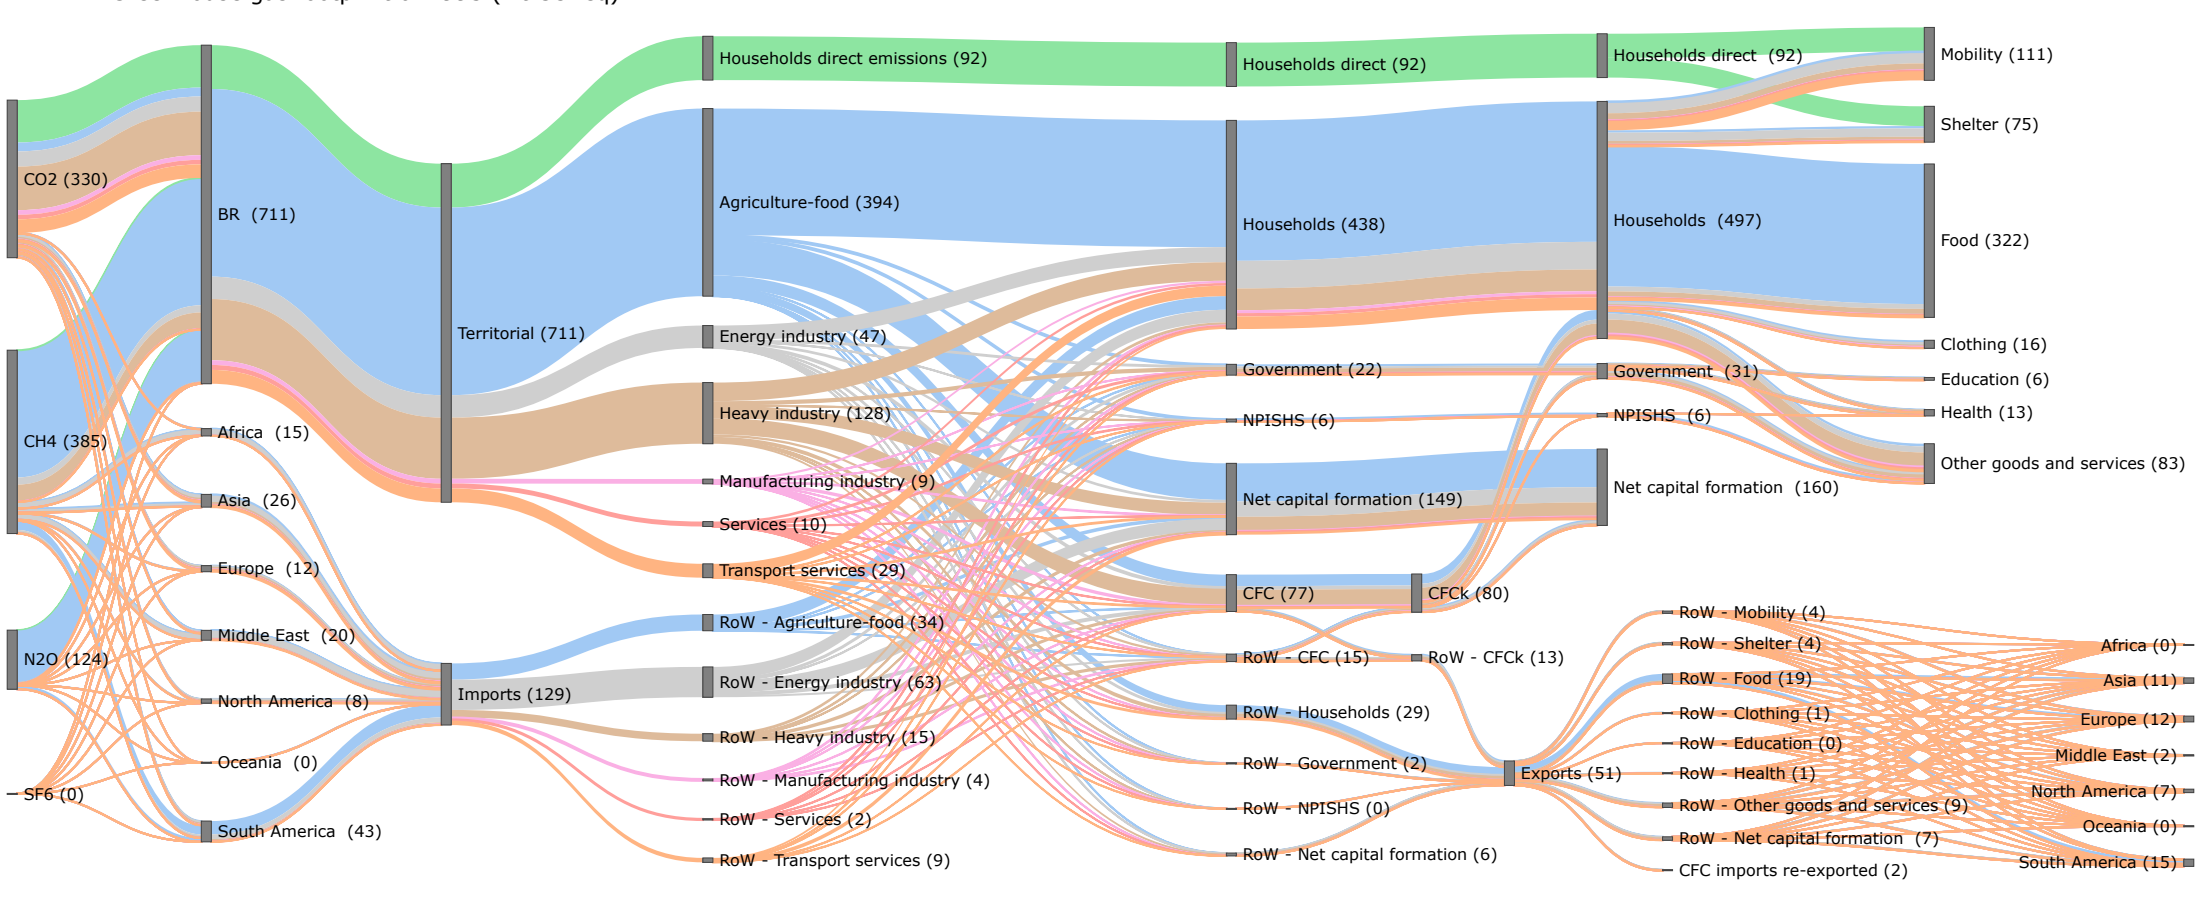 CO2 (330)
CH4 (385)
N2O (124)
SF6 (0)
BR (711)
Africa (15)
Asia (26)
Europe (12)
Middle East (20)
North America (8)
Oceania (0)
South America (43)
Territorial (711)
Imports (129)
Households direct emissions (92)
Agriculture-food (394)
Energy industry (47)
Heavy industry (128)
Manufacturing industry (9)
Services (10)
Transport services (29)
RoW - Agriculture-food (34)
RoW - Energy industry (63)
RoW - Heavy industry (15)
RoW - Manufacturing industry (4)
RoW - Services (2)
RoW - Transport services (9)
Households direct (92)
Households (438)
Government (22)
NPISHS (6)
Net capital formation (149)
CFC (77)
RoW - CFC (15)
RoW - Households (29)
RoW - Government (2)
RoW - NPISHS (0)
RoW - Net capital formation (6)
CFCk (80)
RoW - CFCk (13)
Exports (51)
Households direct (92)
Households (497)
Government (31)
NPISHS (6)
Net capital formation (160)
RoW - Mobility (4)
RoW - Shelter (4)
RoW - Food (19)
RoW - Clothing (1)
RoW - Education (0)
RoW - Health (1)
RoW - Other goods and services (9)
RoW - Net capital formation (7)
CFC imports re-exported (2)
Mobility (111)
Shelter (75)
Food (322)
Clothing (16)
Education (6)
Health (13)
Other goods and services (83)
Africa (0)
Asia (11)
Europe (12)
Middle East (2)
North America (7)
Oceania (0)
South America (15)